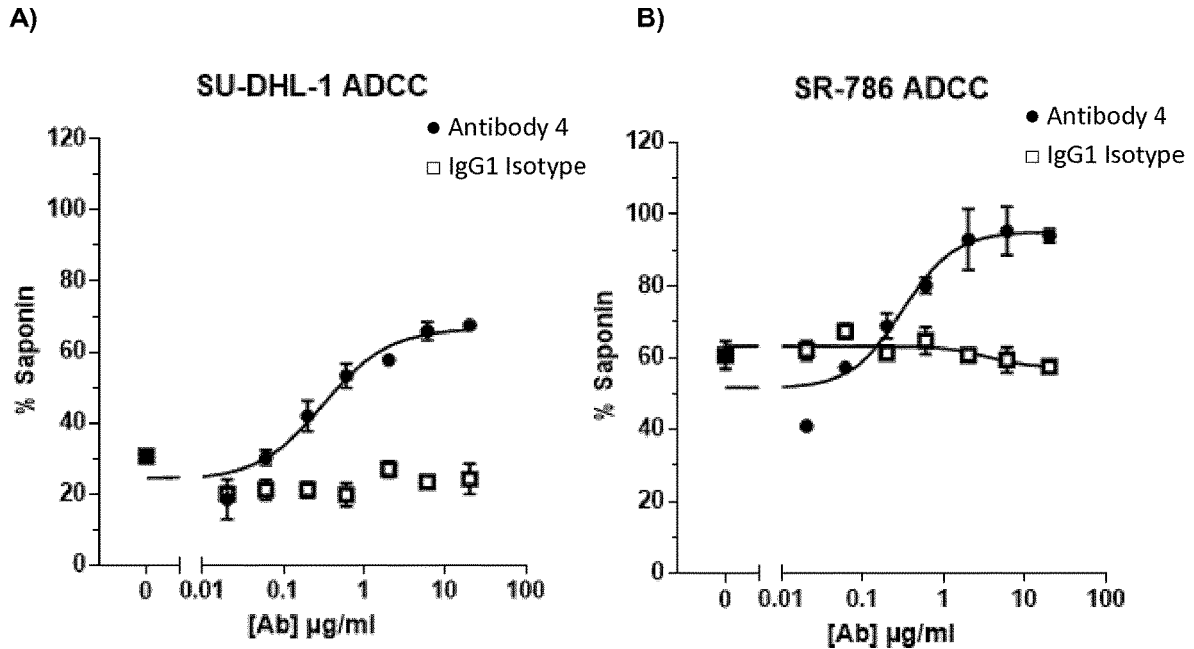 A)
SU-DHL-1 ADCC
Antibody 4
IgG1 Isotype
120
100
80
60
40
20
0
% Saponin
0 0.01 0.1 1 10 100
[Ab] µg/ml
B)
SR-786 ADCC
Antibody 4
IgG1 Isotype
120
100
80
60
40
20
0
% Saponin
0 0.01 0.1 1 10 100
[Ab] µg/ml